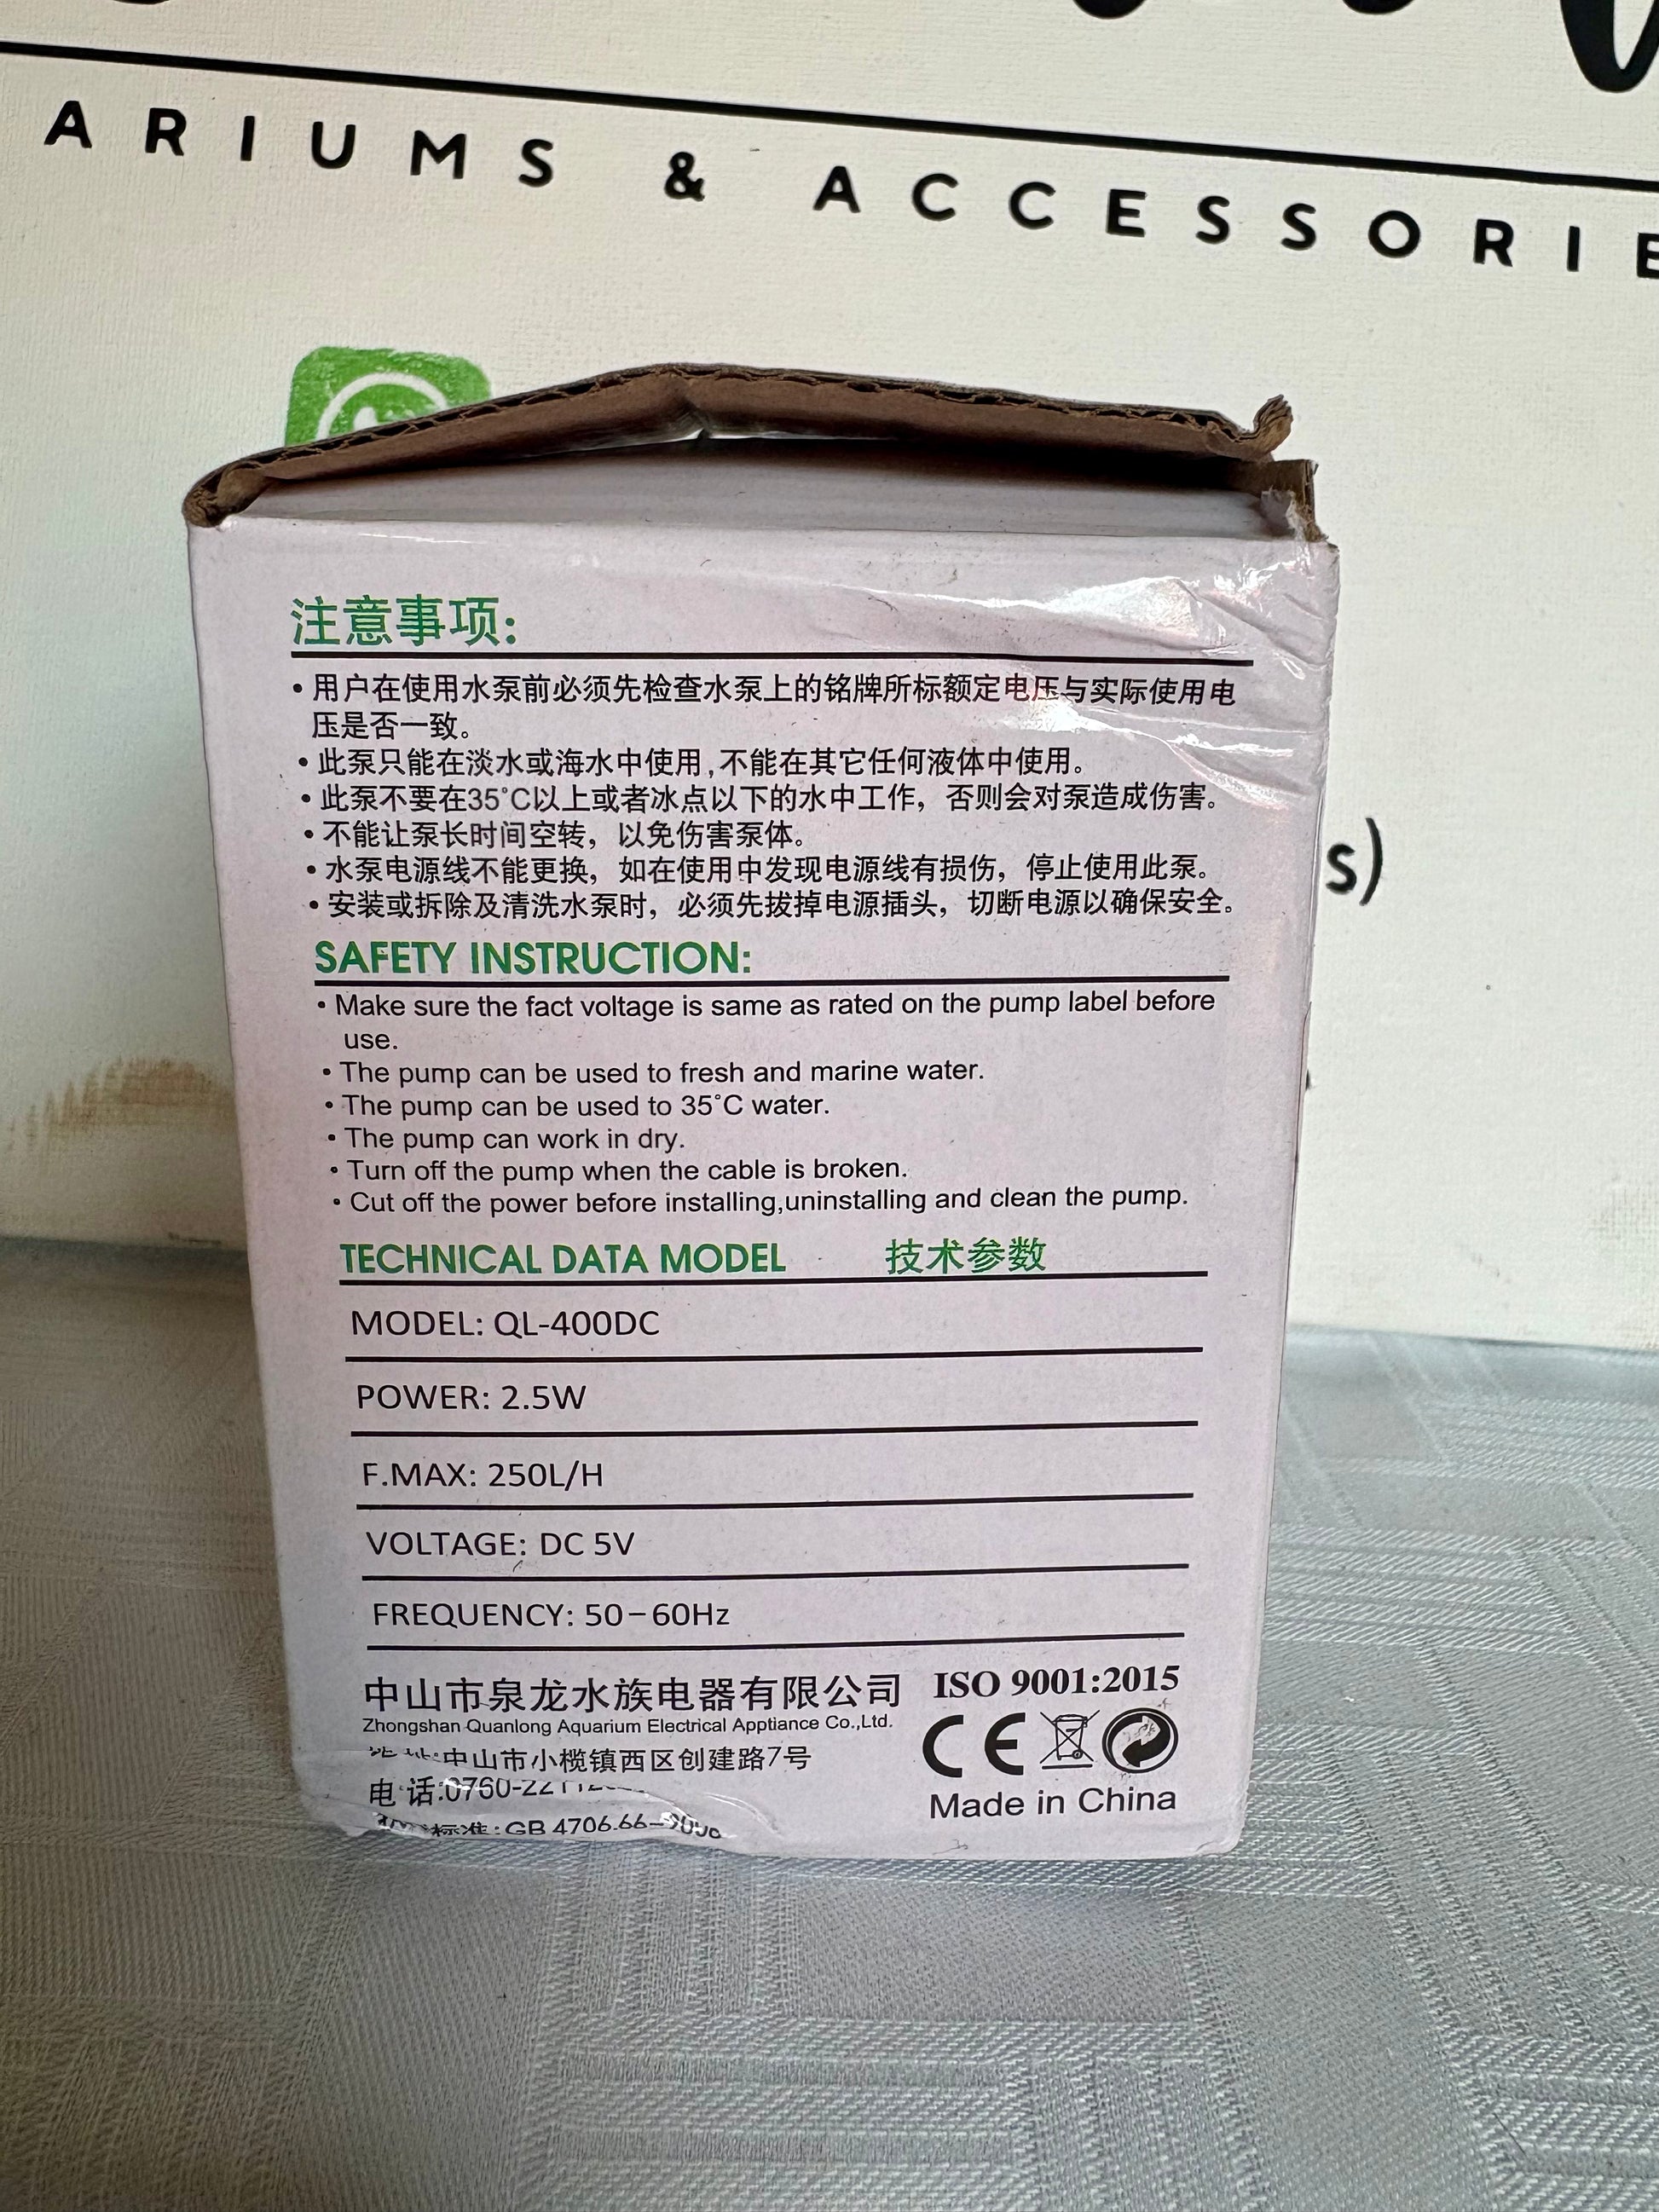 ARIUMS & ACCESSORIE
注意事项:
• 用户在使用水泵前必须先检查水泵上的铭牌所标额定电压与实际使用电
压是否一致。
• 此泵只能在淡水或海水中使用,不能在其它任何液体中使用。
• 此泵不要在35°C以上或者冰点以下的水中工作，否则会对泵造成伤害。
• 不能让泵长时间空转，以免伤害泵体。
• 水泵电源线不能更换，如在使用中发现电源线有损伤，停止使用此泵。
• 安装或拆除及清洗水泵时，必须先拔掉电源插头，切断电源以确保安全。
s)
SAFETY INSTRUCTION:
• Make sure the fact voltage is same as rated on the pump label before
use.
• The pump can be used to fresh and marine water.
• The pump can be used to 35°C water.
• The pump can work in dry.
• Turn off the pump when the cable is broken.
• Cut off the power before installing,uninstalling and clean the pump.
TECHNICAL DATA MODEL 技术参数
MODEL: QL-400DC
POWER: 2.5W
F.MAX: 250L/H
VOLTAGE: DC 5V
FREQUENCY: 50-60Hz
中山市泉龙水族电器有限公司
Zhongshan Quanlong Aquarium Electrical Apptiance Co.,Ltd.
中山市小榄镇西区创建路7号
电 话:0760-
标准:GB 4706.66-
ISO 9001:2015
CE
Made in China